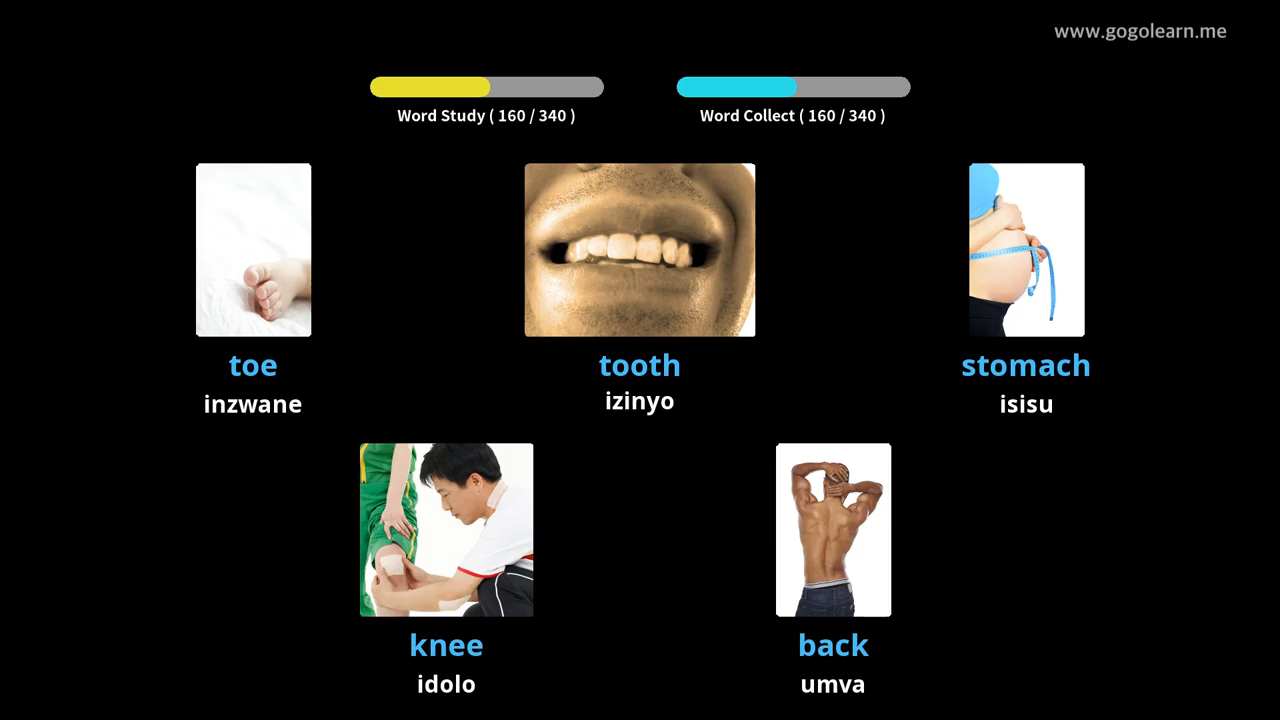 www.gogolearn.me
Word Study ( 160 / 340 )
Word Collect ( 160 / 340 )
toe
inzwane
tooth
izinyo
stomach
isisu
knee
idolo
back
umva